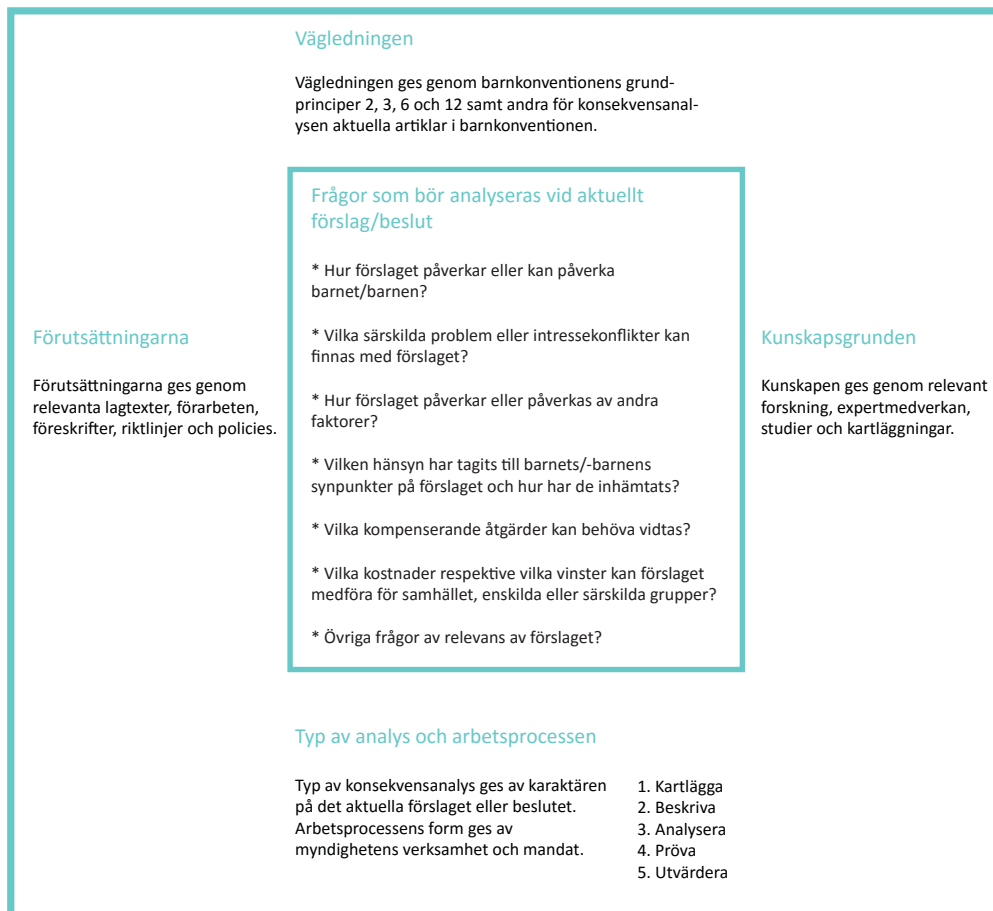 Vägledningen
Vägledningen ges genom barnkonventionens grund-
principer 2, 3, 6 och 12 samt andra för konsekvensanal-
ysen aktuella artiklar i barnkonventionen.
Frågor som bör analyseras vid aktuellt
förslag/beslut
* Hur förslaget påverkar eller kan påverka
barnet/barnen?
* Vilka särskilda problem eller intressekonflikter kan
finnas med förslaget?
* Hur förslaget påverkar eller påverkas av andra
faktorer?
* Vilken hänsyn har tagits till barnets/-barnens
synpunkter på förslaget och hur har de inhämtats?
* Vilka kompenserande åtgärder kan behöva vidtas?
* Vilka kostnader respektive vilka vinster kan förslaget
medföra för samhället, enskilda eller särskilda grupper?
* Övriga frågor av relevans av förslaget?
Förutsättningarna
Förutsättningarna ges genom
relevanta lagtexter, förarbeten,
föreskrifter, riktlinjer och policies.
Kunskapsgrunden
Kunskapen ges genom relevant
forskning, expertmedverkan,
studier och kartläggningar.
Typ av analys och arbetsprocessen
Typ av konsekvensanalys ges av karaktären
på det aktuella förslaget eller beslutet.
Arbetsprocessens form ges av
myndighetens verksamhet och mandat.
1. Kartlägga
2. Beskriva
3. Analysera
4. Pröva
5. Utvärdera